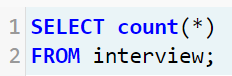 1 SELECT count(*)
2 FROM interview;